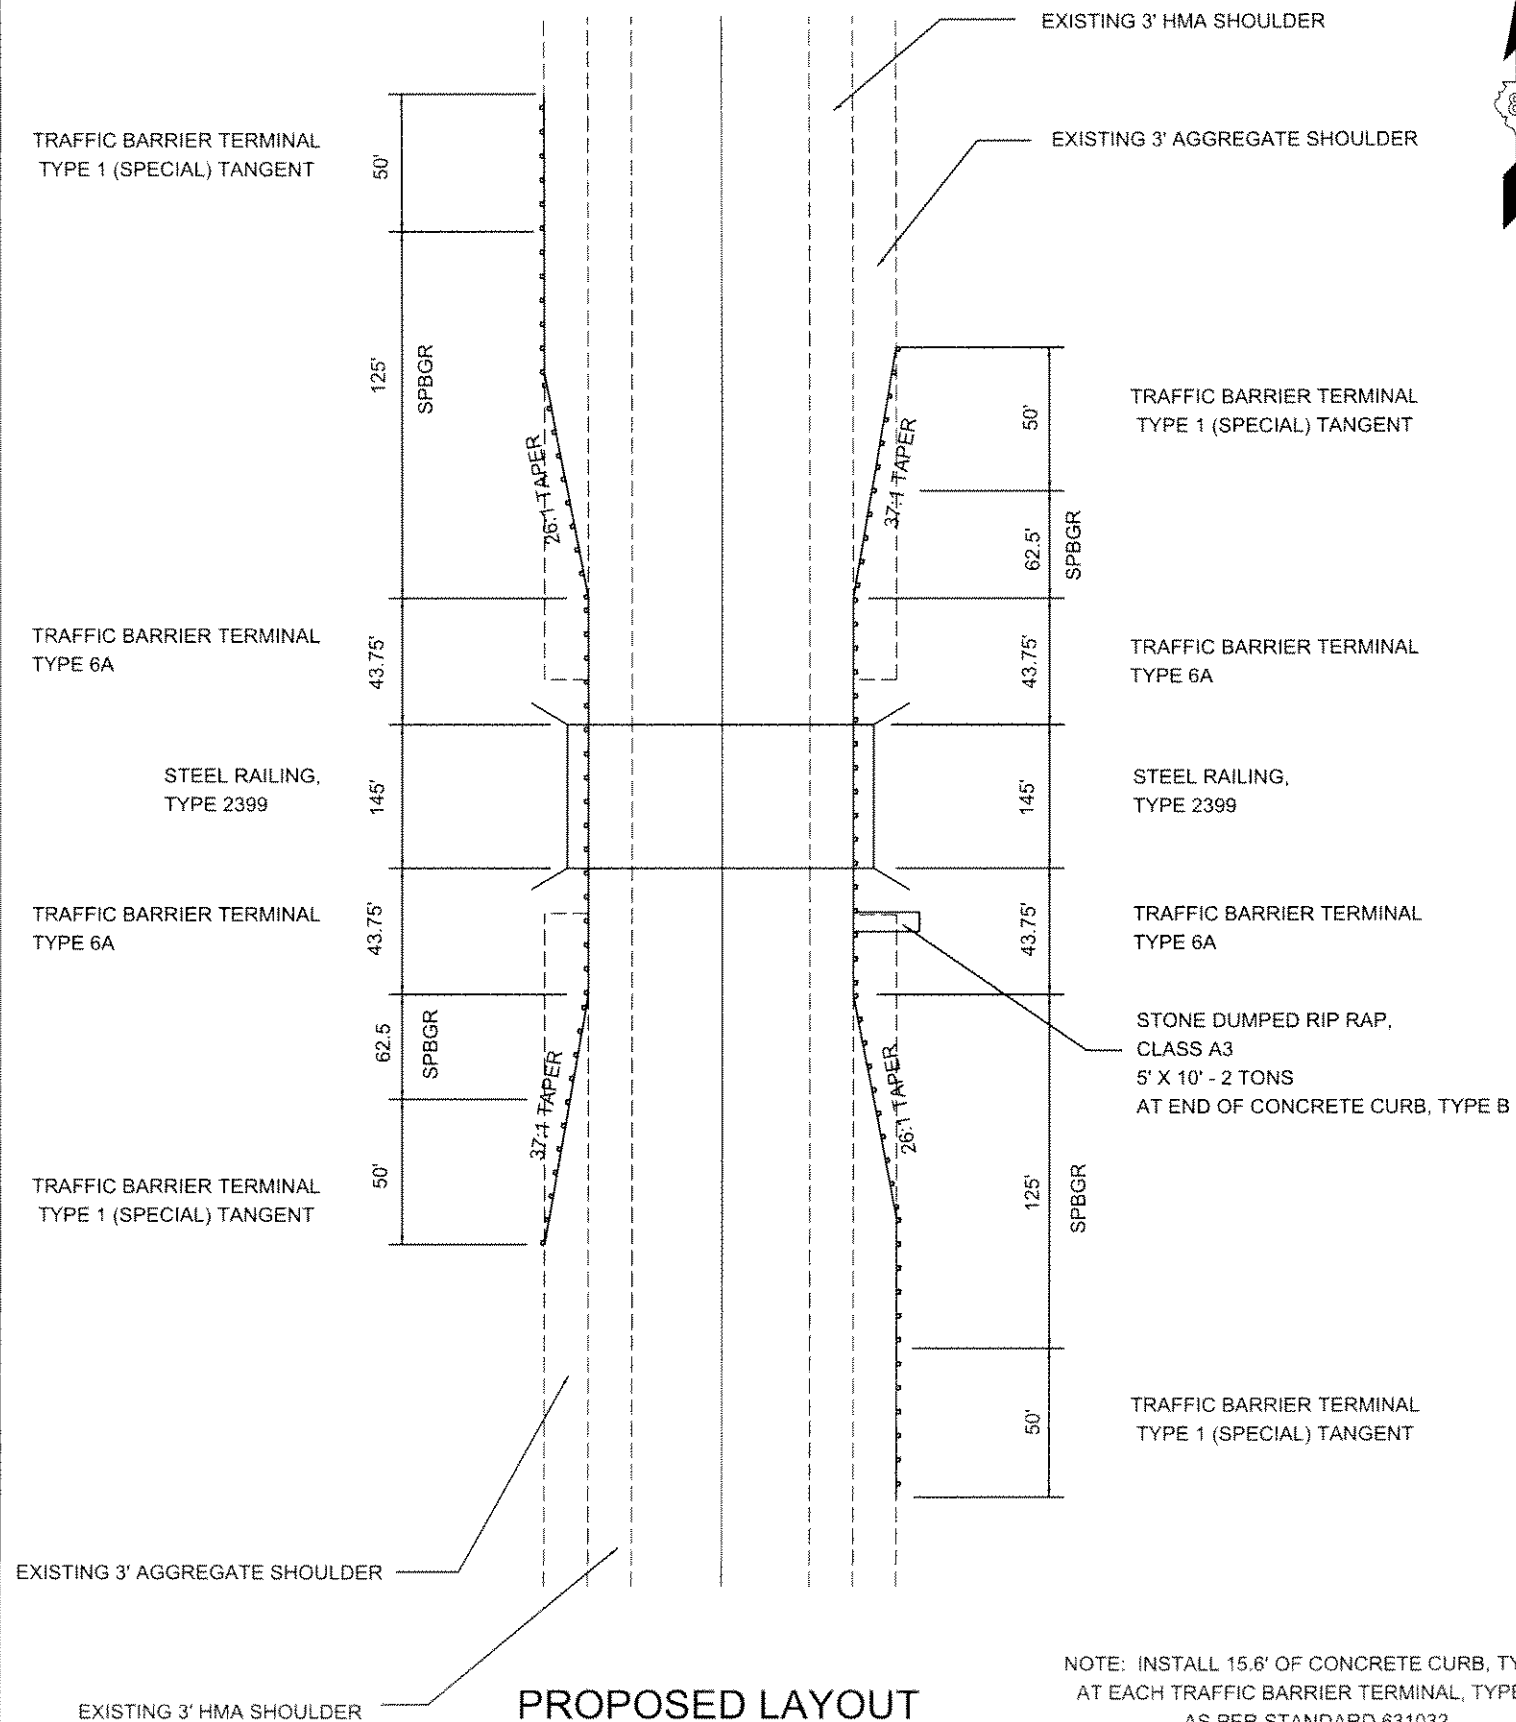 EXISTING 3' HMA SHOULDER
EXISTING 3' AGGREGATE SHOULDER
TRAFFIC BARRIER TERMINAL
TYPE 1 (SPECIAL) TANGENT
50'
125'
SPBGR
26:1 TAPER
TRAFFIC BARRIER TERMINAL
TYPE 6A
43.75'
STEEL RAILING,
TYPE 2399
145'
TRAFFIC BARRIER TERMINAL
TYPE 6A
43.75'
62.5
SPBGR
37:1 TAPER
TRAFFIC BARRIER TERMINAL
TYPE 1 (SPECIAL) TANGENT
50'
EXISTING 3' AGGREGATE SHOULDER
EXISTING 3' HMA SHOULDER
TRAFFIC BARRIER TERMINAL
TYPE 1 (SPECIAL) TANGENT
50'
37:1 TAPER
62.5'
SPBGR
TRAFFIC BARRIER TERMINAL
TYPE 6A
43.75'
STEEL RAILING,
TYPE 2399
145'
TRAFFIC BARRIER TERMINAL
TYPE 6A
43.75'
STONE DUMPED RIP RAP,
CLASS A3
5' X 10' - 2 TONS
AT END OF CONCRETE CURB, TYPE B
26:1 TAPER
125'
SPBGR
TRAFFIC BARRIER TERMINAL
TYPE 1 (SPECIAL) TANGENT
50'
PROPOSED LAYOUT
NOTE: INSTALL 15.6' OF CONCRETE CURB,
AT EACH TRAFFIC BARRIER TERMINAL, TYPE
AS PER STANDARD 631032